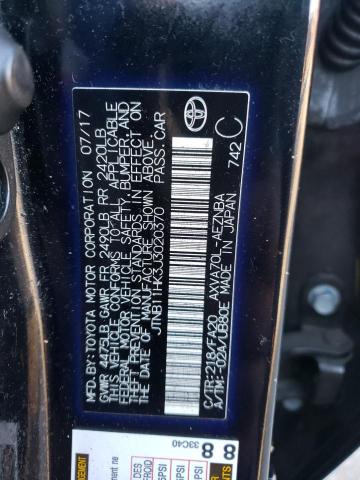 MFD.BY:TOYOTA MOTOR CORPORATION 07/17
GVWR 4475LB GAWR FR 2490LB RR 2420LB
THIS VEHICLE CONFORMS TO ALL APPLICABLE
FEDERAL MOTOR VEHICLE SAFETY, BUMPER, AND
THEFT PREVENTION STANDARDS IN EFFECT ON
THE DATE OF MANUFACTURE SHOWN ABOVE.
JTNB11HK3J3020370 PASS.CAR
C/TR:218/FA20 AXVA70L-AEZNBA
A/TM: -02A/UB80E MADE IN JAPAN
742
C
8
33C40
8